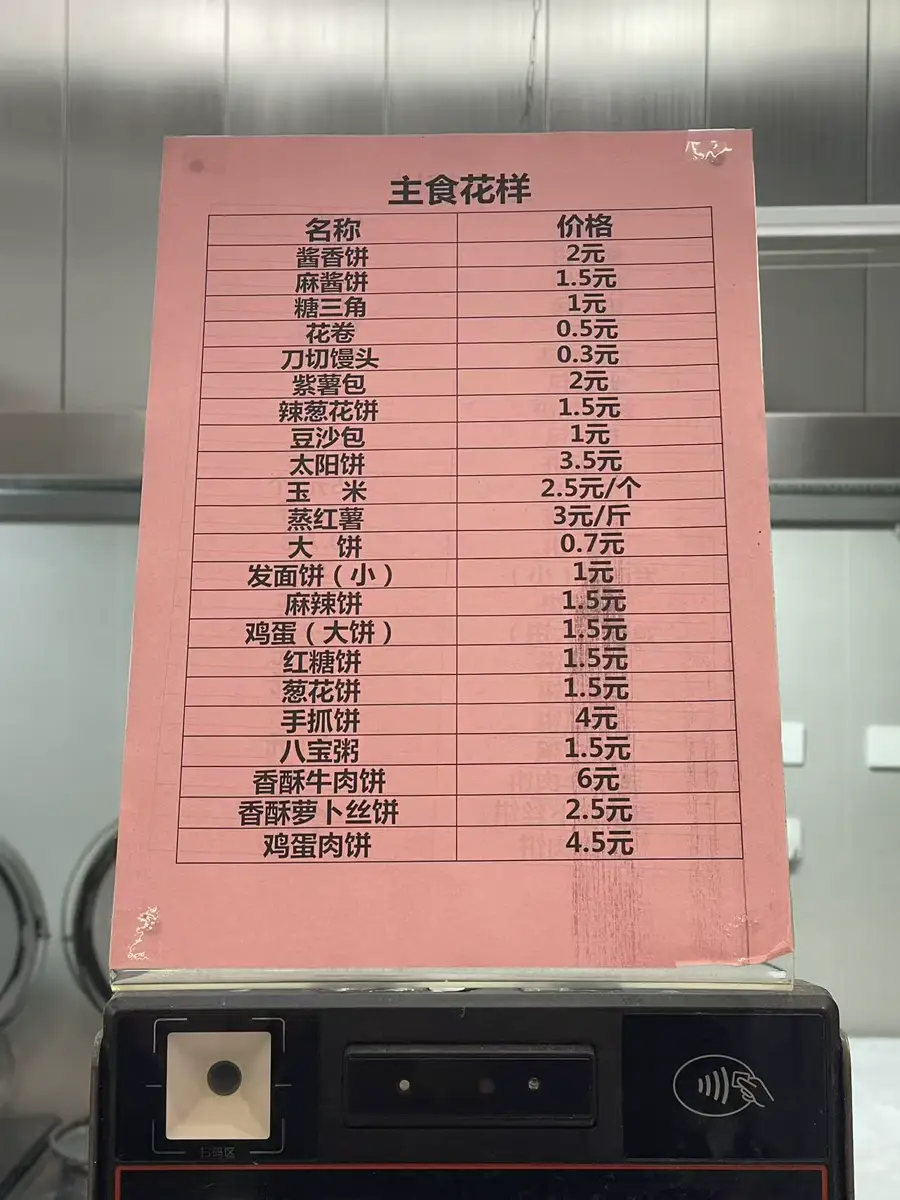 主食花样
名称 价格
酱香饼 2元
麻酱饼 1.5元
糖三角 1元
花卷 0.5元
刀切馒头 0.3元
紫薯包 2元
辣葱花饼 1.5元
豆沙包 1元
太阳饼 3.5元
玉 米 2.5元/个
蒸红薯 3元/斤
大 饼 0.7元
发面饼（小） 1元
麻辣饼 1.5元
鸡蛋（大饼） 1.5元
红糖饼 1.5元
葱花饼 1.5元
手抓饼 4元
八宝粥 1.5元
香酥牛肉饼 6元
香酥萝卜丝饼 2.5元
鸡蛋肉饼 4.5元
扫码区